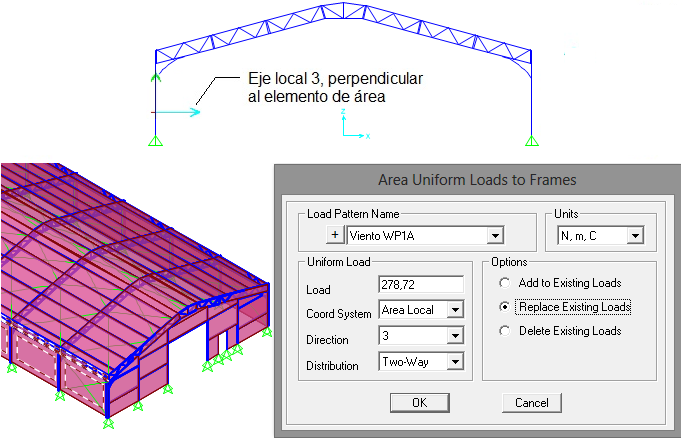 Eje local 3, perpendicular
al elemento de área
z
x
Area Uniform Loads to Frames
Load Pattern Name
+ Viento WP1A
Units
N, m, C
Uniform Load
Load 278,72
Coord System Area Local
Direction 3
Distribution Two-Way
Options
Add to Existing Loads
Replace Existing Loads
Delete Existing Loads
OK
Cancel